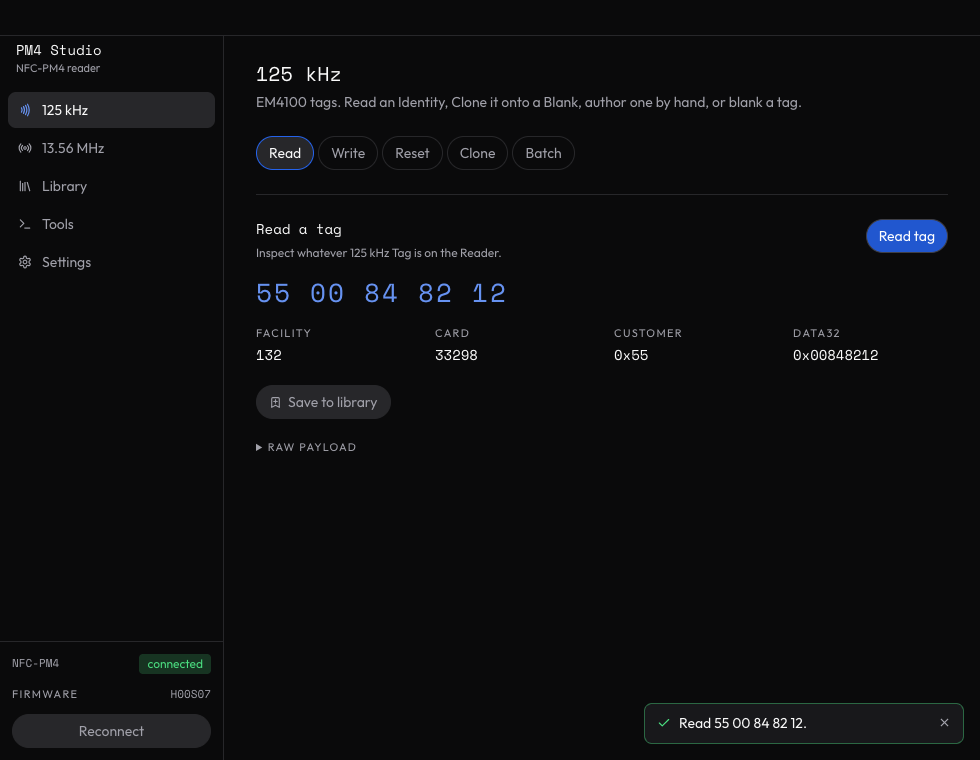 PM4 Studio
NFC-PM4 reader
125 kHz
13.56 MHz
Library
Tools
Settings
NFC-PM4
connected
FIRMWARE
H00S07
Reconnect
125 kHz
EM4100 tags. Read an Identity, Clone it onto a Blank, author one by hand, or blank a tag.
Read
Write
Reset
Clone
Batch
Read a tag
Inspect whatever 125 kHz Tag is on the Reader.
Read tag
55 00 84 82 12
FACILITY
132
CARD
33298
CUSTOMER
0x55
DATA32
0x00848212
Save to library
RAW PAYLOAD
Read 55 00 84 82 12.